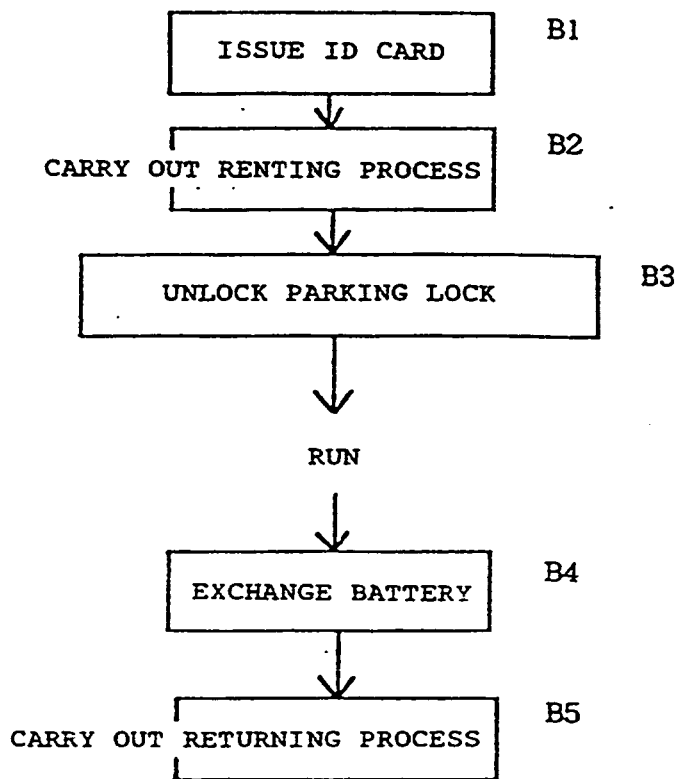 B1
ISSUE ID CARD
B2
CARRY OUT RENTING PROCESS
B3
UNLOCK PARKING LOCK
RUN
B4
EXCHANGE BATTERY
B5
CARRY OUT RETURNING PROCESS